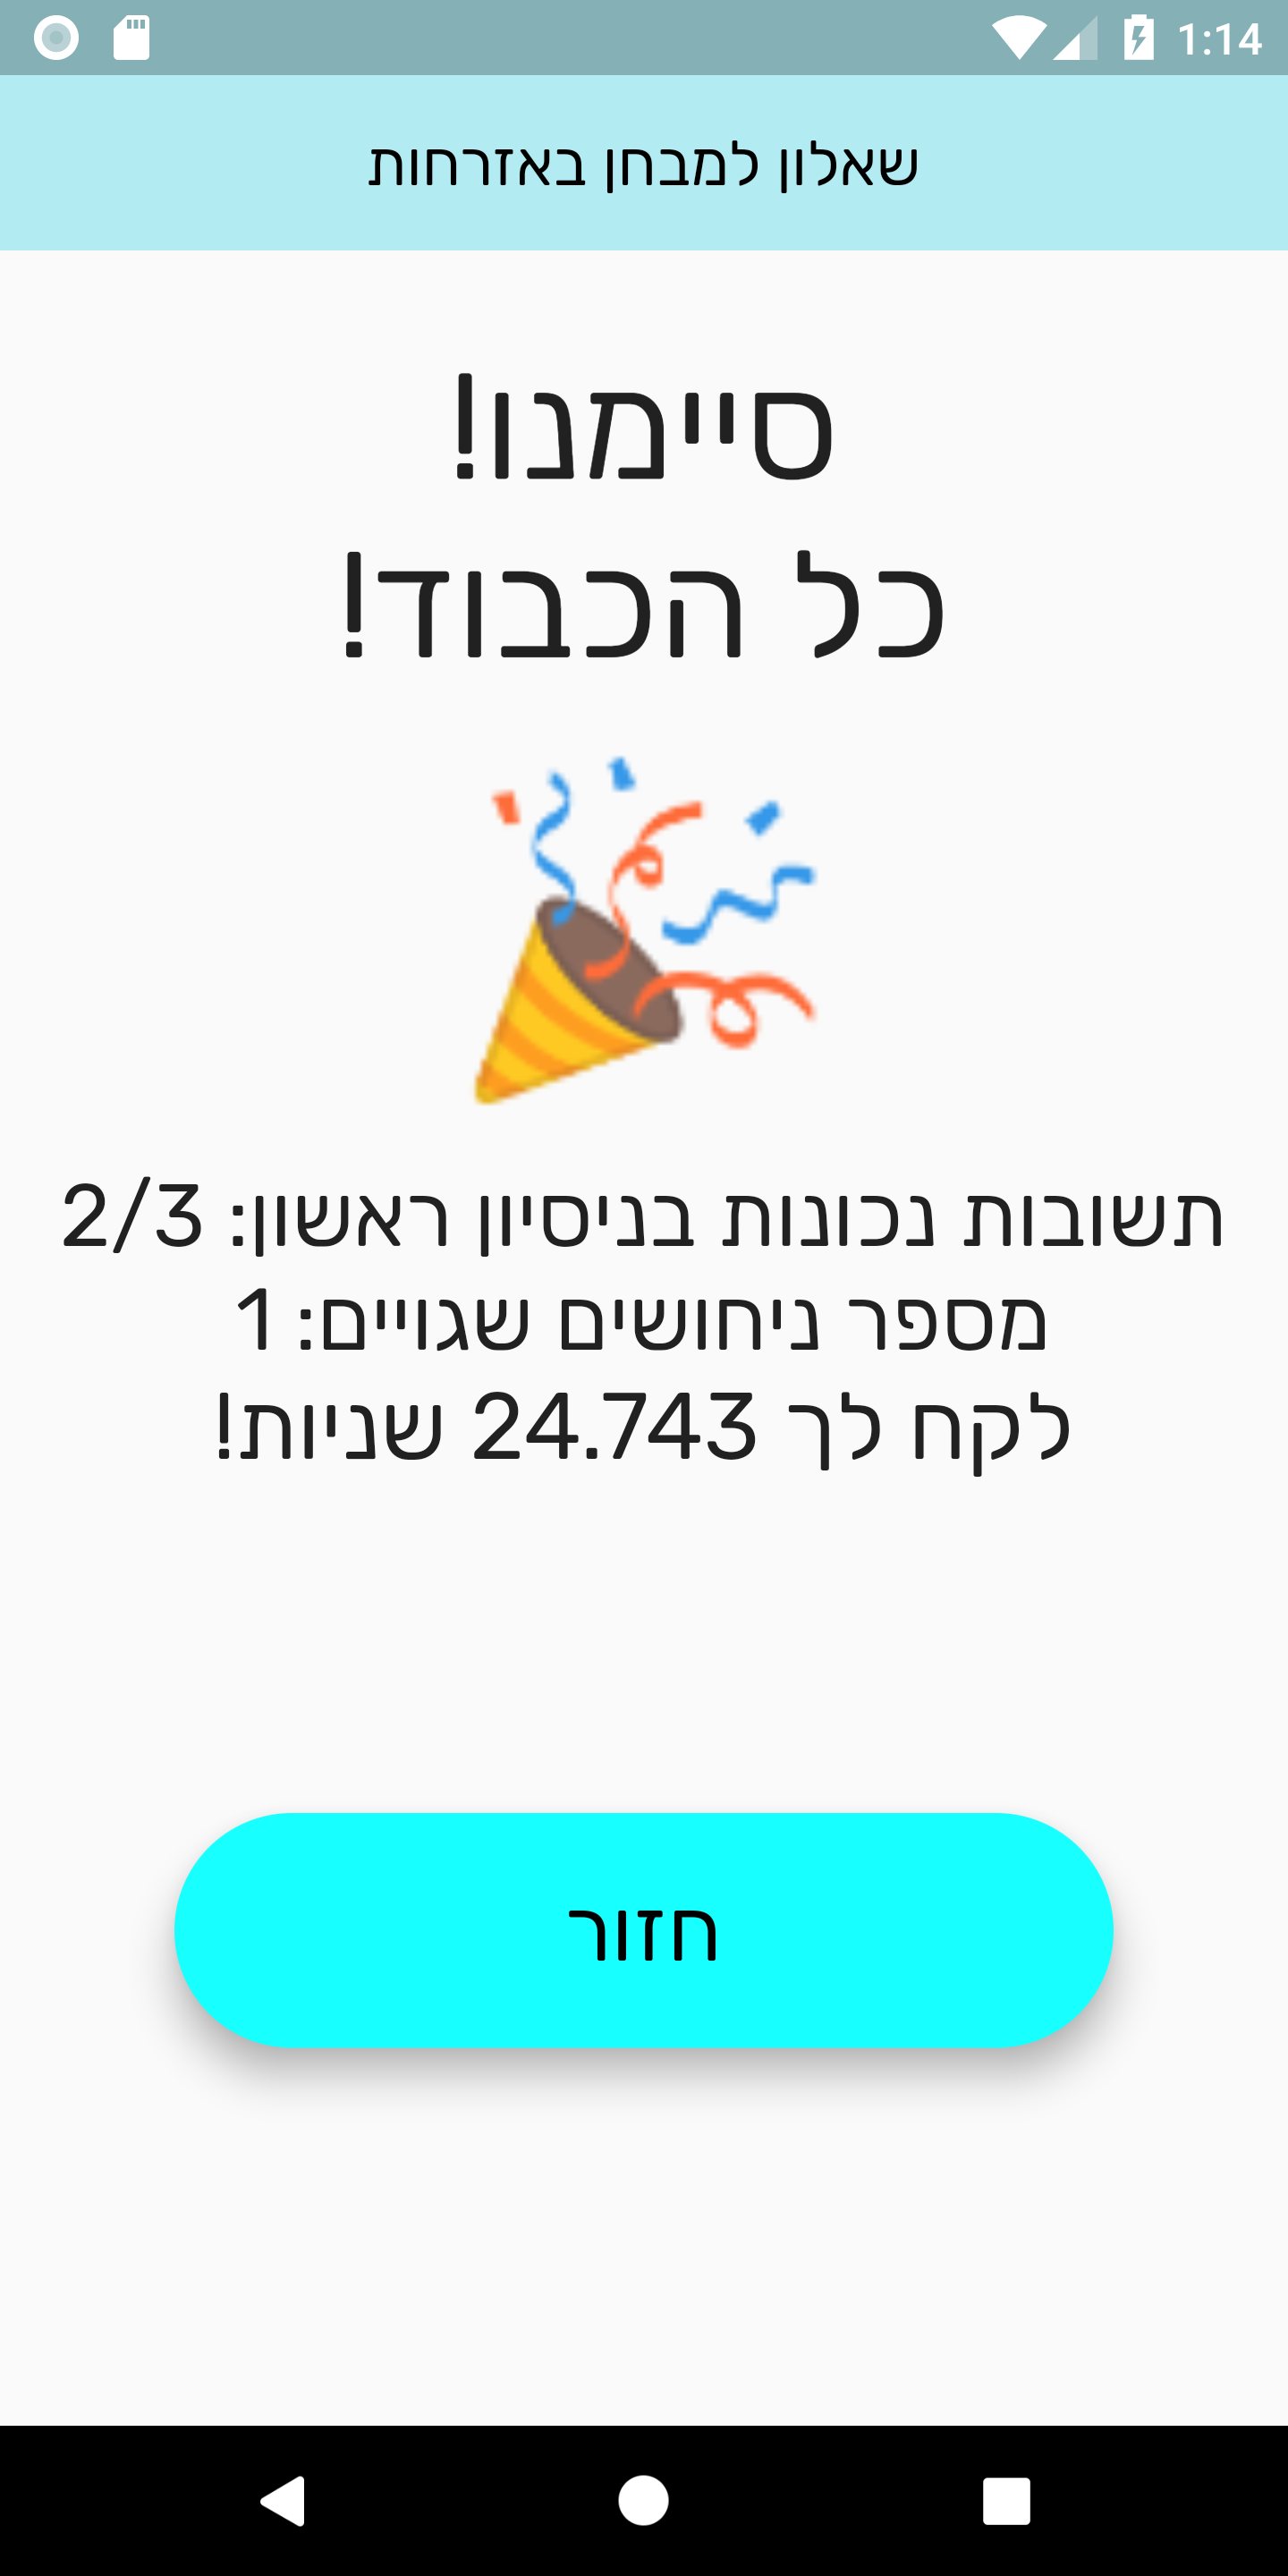 1:14
שאלון למבחן באזרחות
סיימנו!
כל הכבוד!
תשובות נכונות בניסיון ראשון: 2/3
מספר ניחושים שגויים: 1
לקח לך 24.743 שניות!
חזור